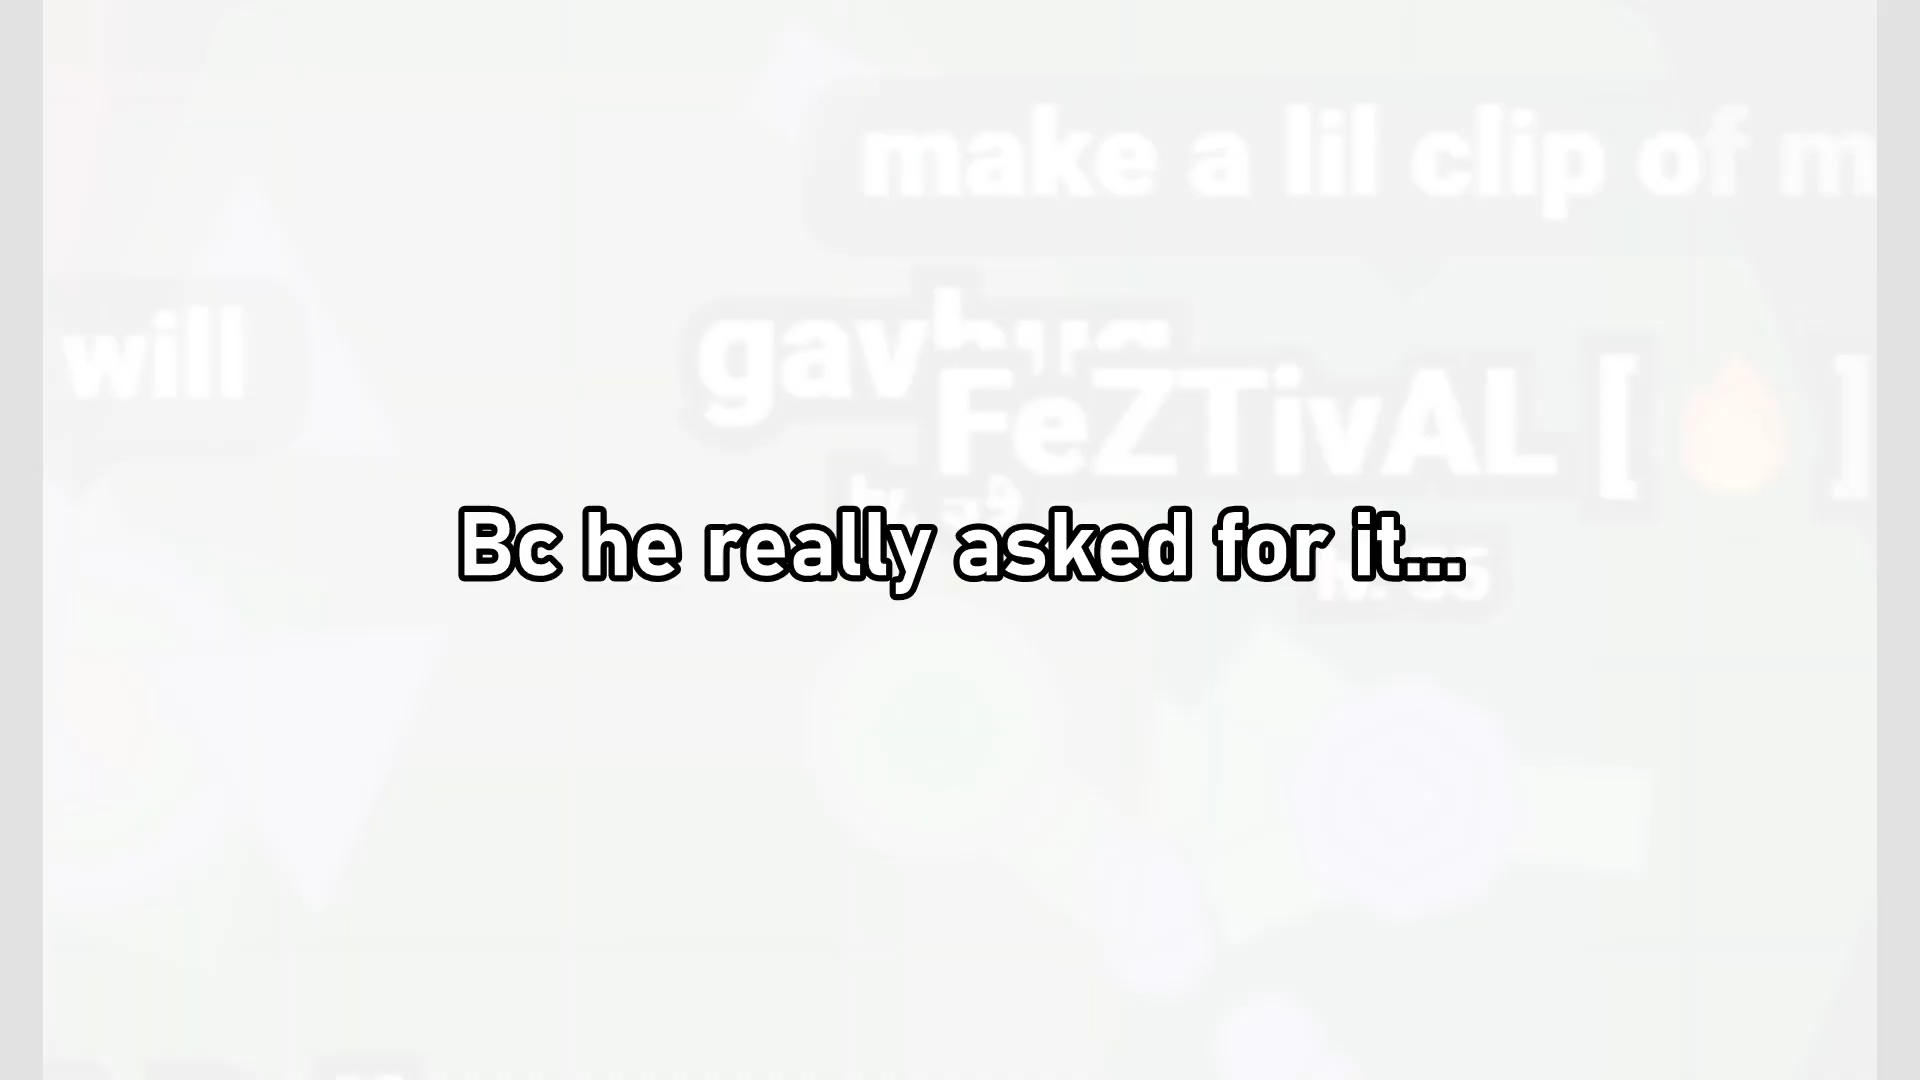 make a lil clip of
will
FeZTivAL [🔥]
Bc he really asked for it...